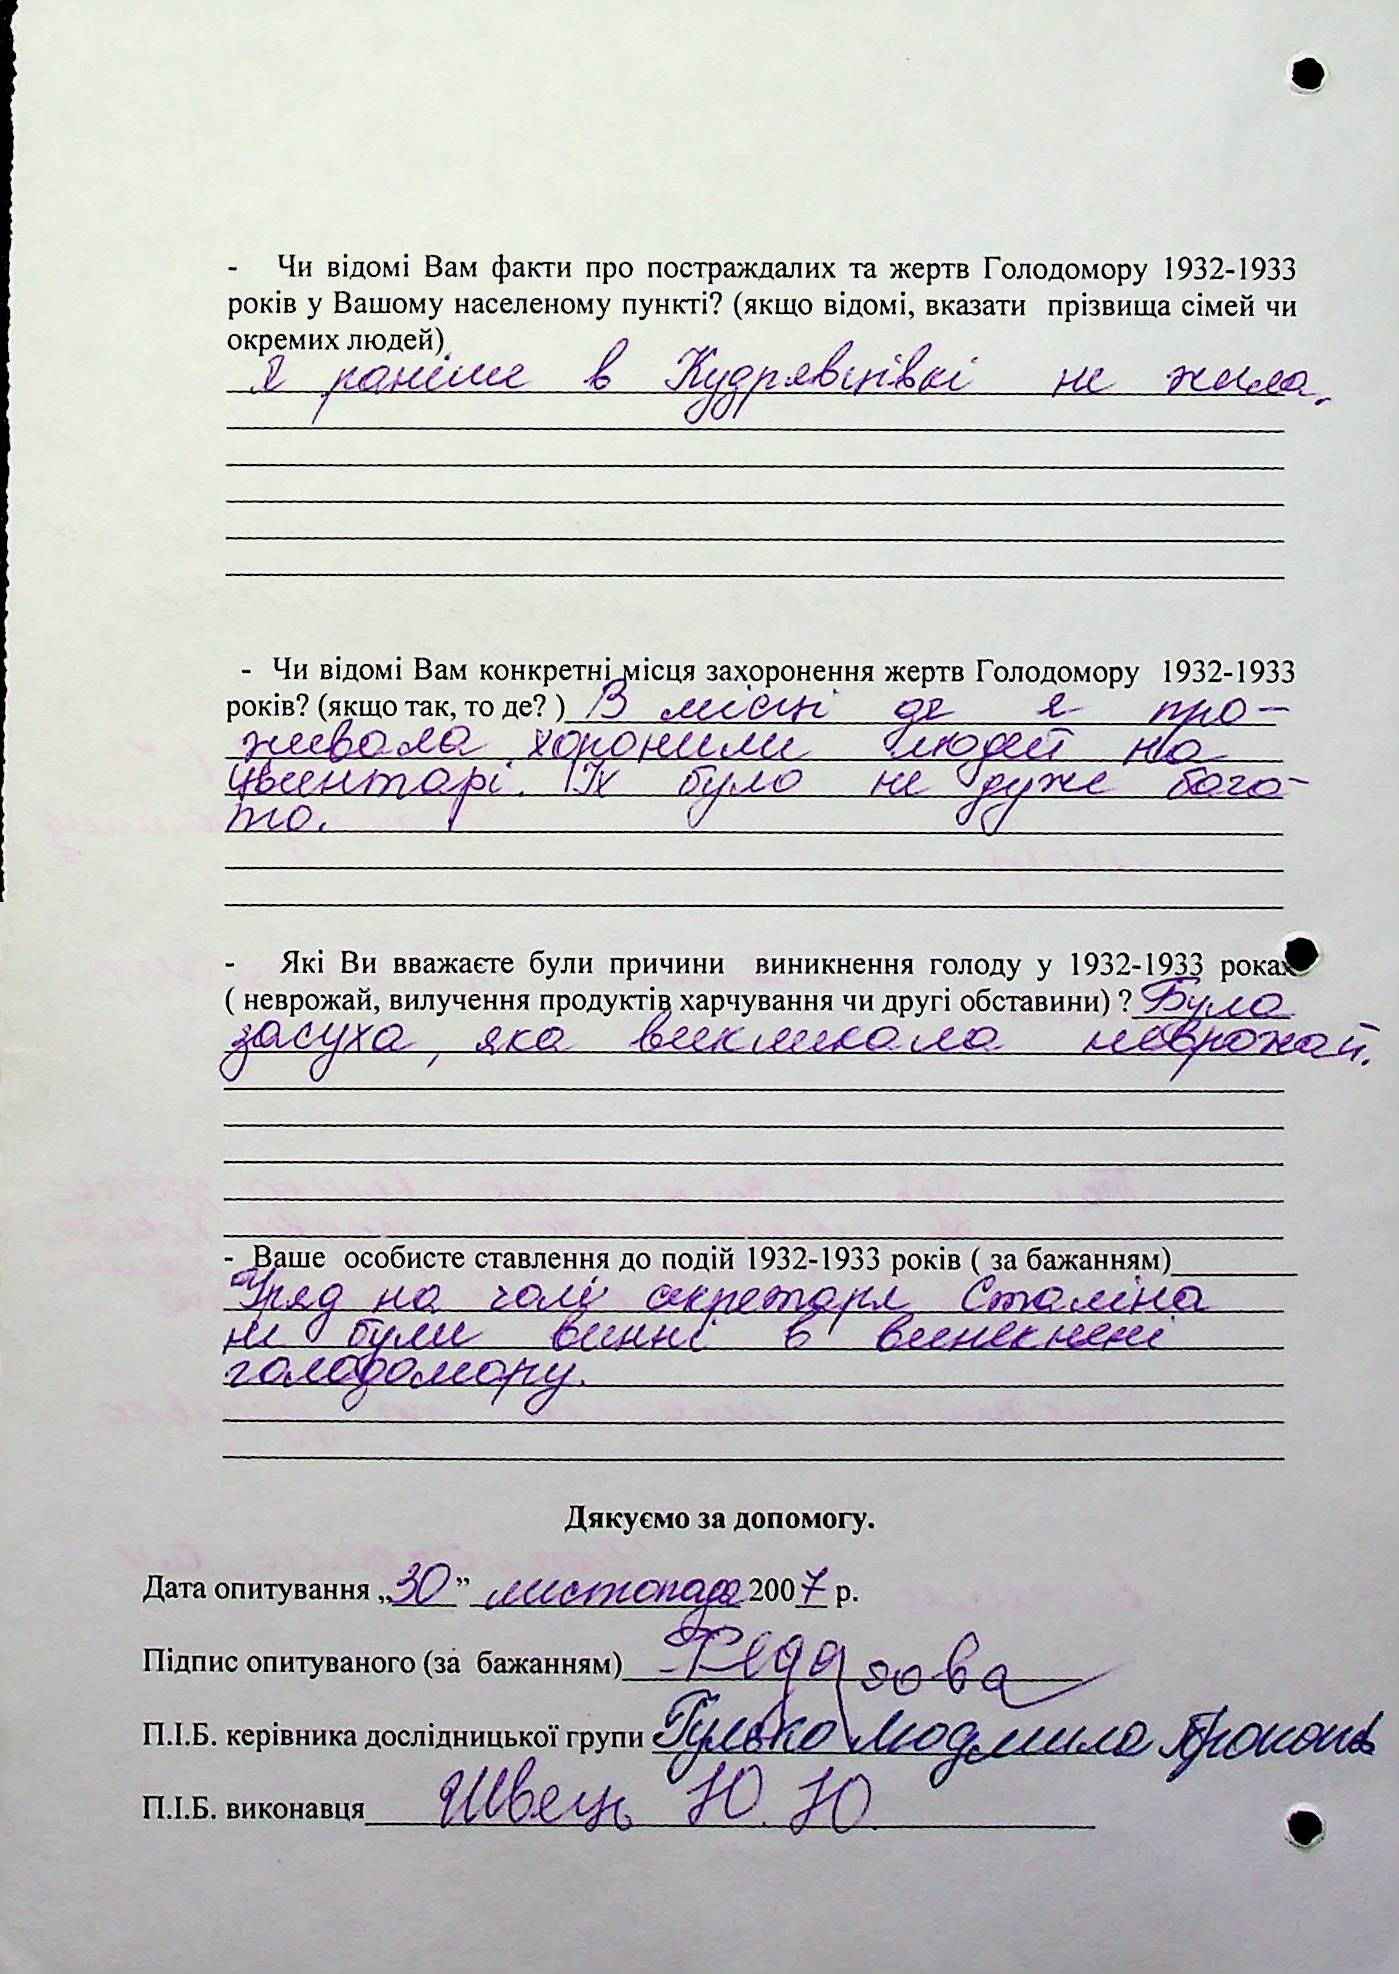 - Чи відомі Вам факти про постраждалих та жертв Голодомору 1932-1933
років у Вашому населеному пункті? (якщо відомі, вказати прізвища сімей чи
окремих людей)
Я раніше в Кудрявцівкі не жила.
- Чи відомі Вам конкретні місця захоронення жертв Голодомору 1932-1933
років? (якщо так, то де? ) В місці де я про-
живала хоронили людей на
цвинтарі. Їх було не дуже бага-
то.
- Які Ви вважаєте були причини виникнення голоду у 1932-1933 роках
( неврожай, вилучення продуктів харчування чи другі обставини) ? Була
засуха, яка викликала неврожай.
- Ваше особисте ставлення до подій 1932-1933 років ( за бажанням)
Уряд на чолі секретаря Сталіна
не були винні в винекнені
голодомору.
Дякуємо за допомогу.
Дата опитування „30” листопада 2007 р.
Підпис опитуваного (за бажанням)
П.І.Б. керівника дослідницької групи Гулько Людмила
П.І.Б. виконавця Швець Ю.Ю.